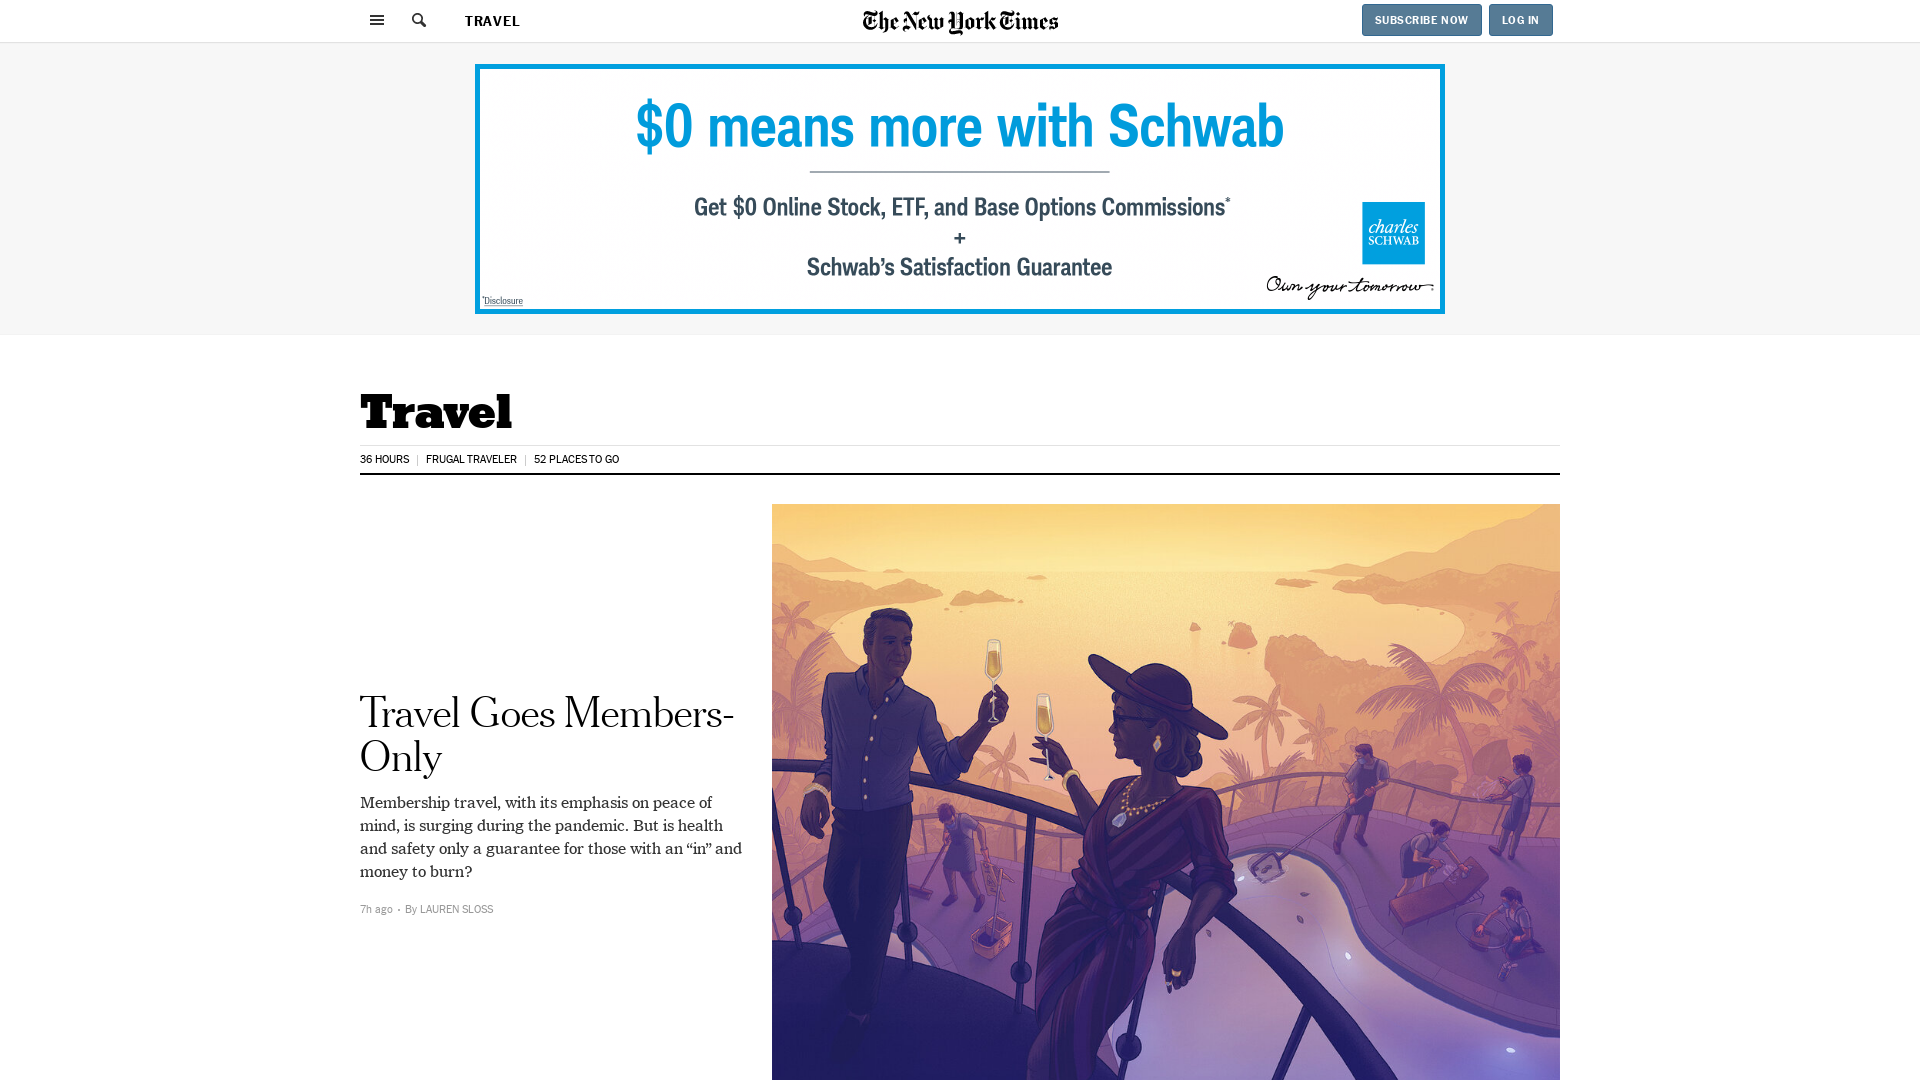 TRAVEL
The New York Times
SUBSCRIBE NOW
LOG IN
$0 means more with Schwab
Get $0 Online Stock, ETF, and Base Options Commissions*
+
Schwab’s Satisfaction Guarantee
charles
SCHWAB
Own your tomorrow.
*Disclosure
Travel
36 HOURS
FRUGAL TRAVELER
52 PLACES TO GO
Travel Goes Members-
Only
Membership travel, with its emphasis on peace of
mind, is surging during the pandemic. But is health
and safety only a guarantee for those with an “in” and
money to burn?
7h ago • By LAUREN SLOSS